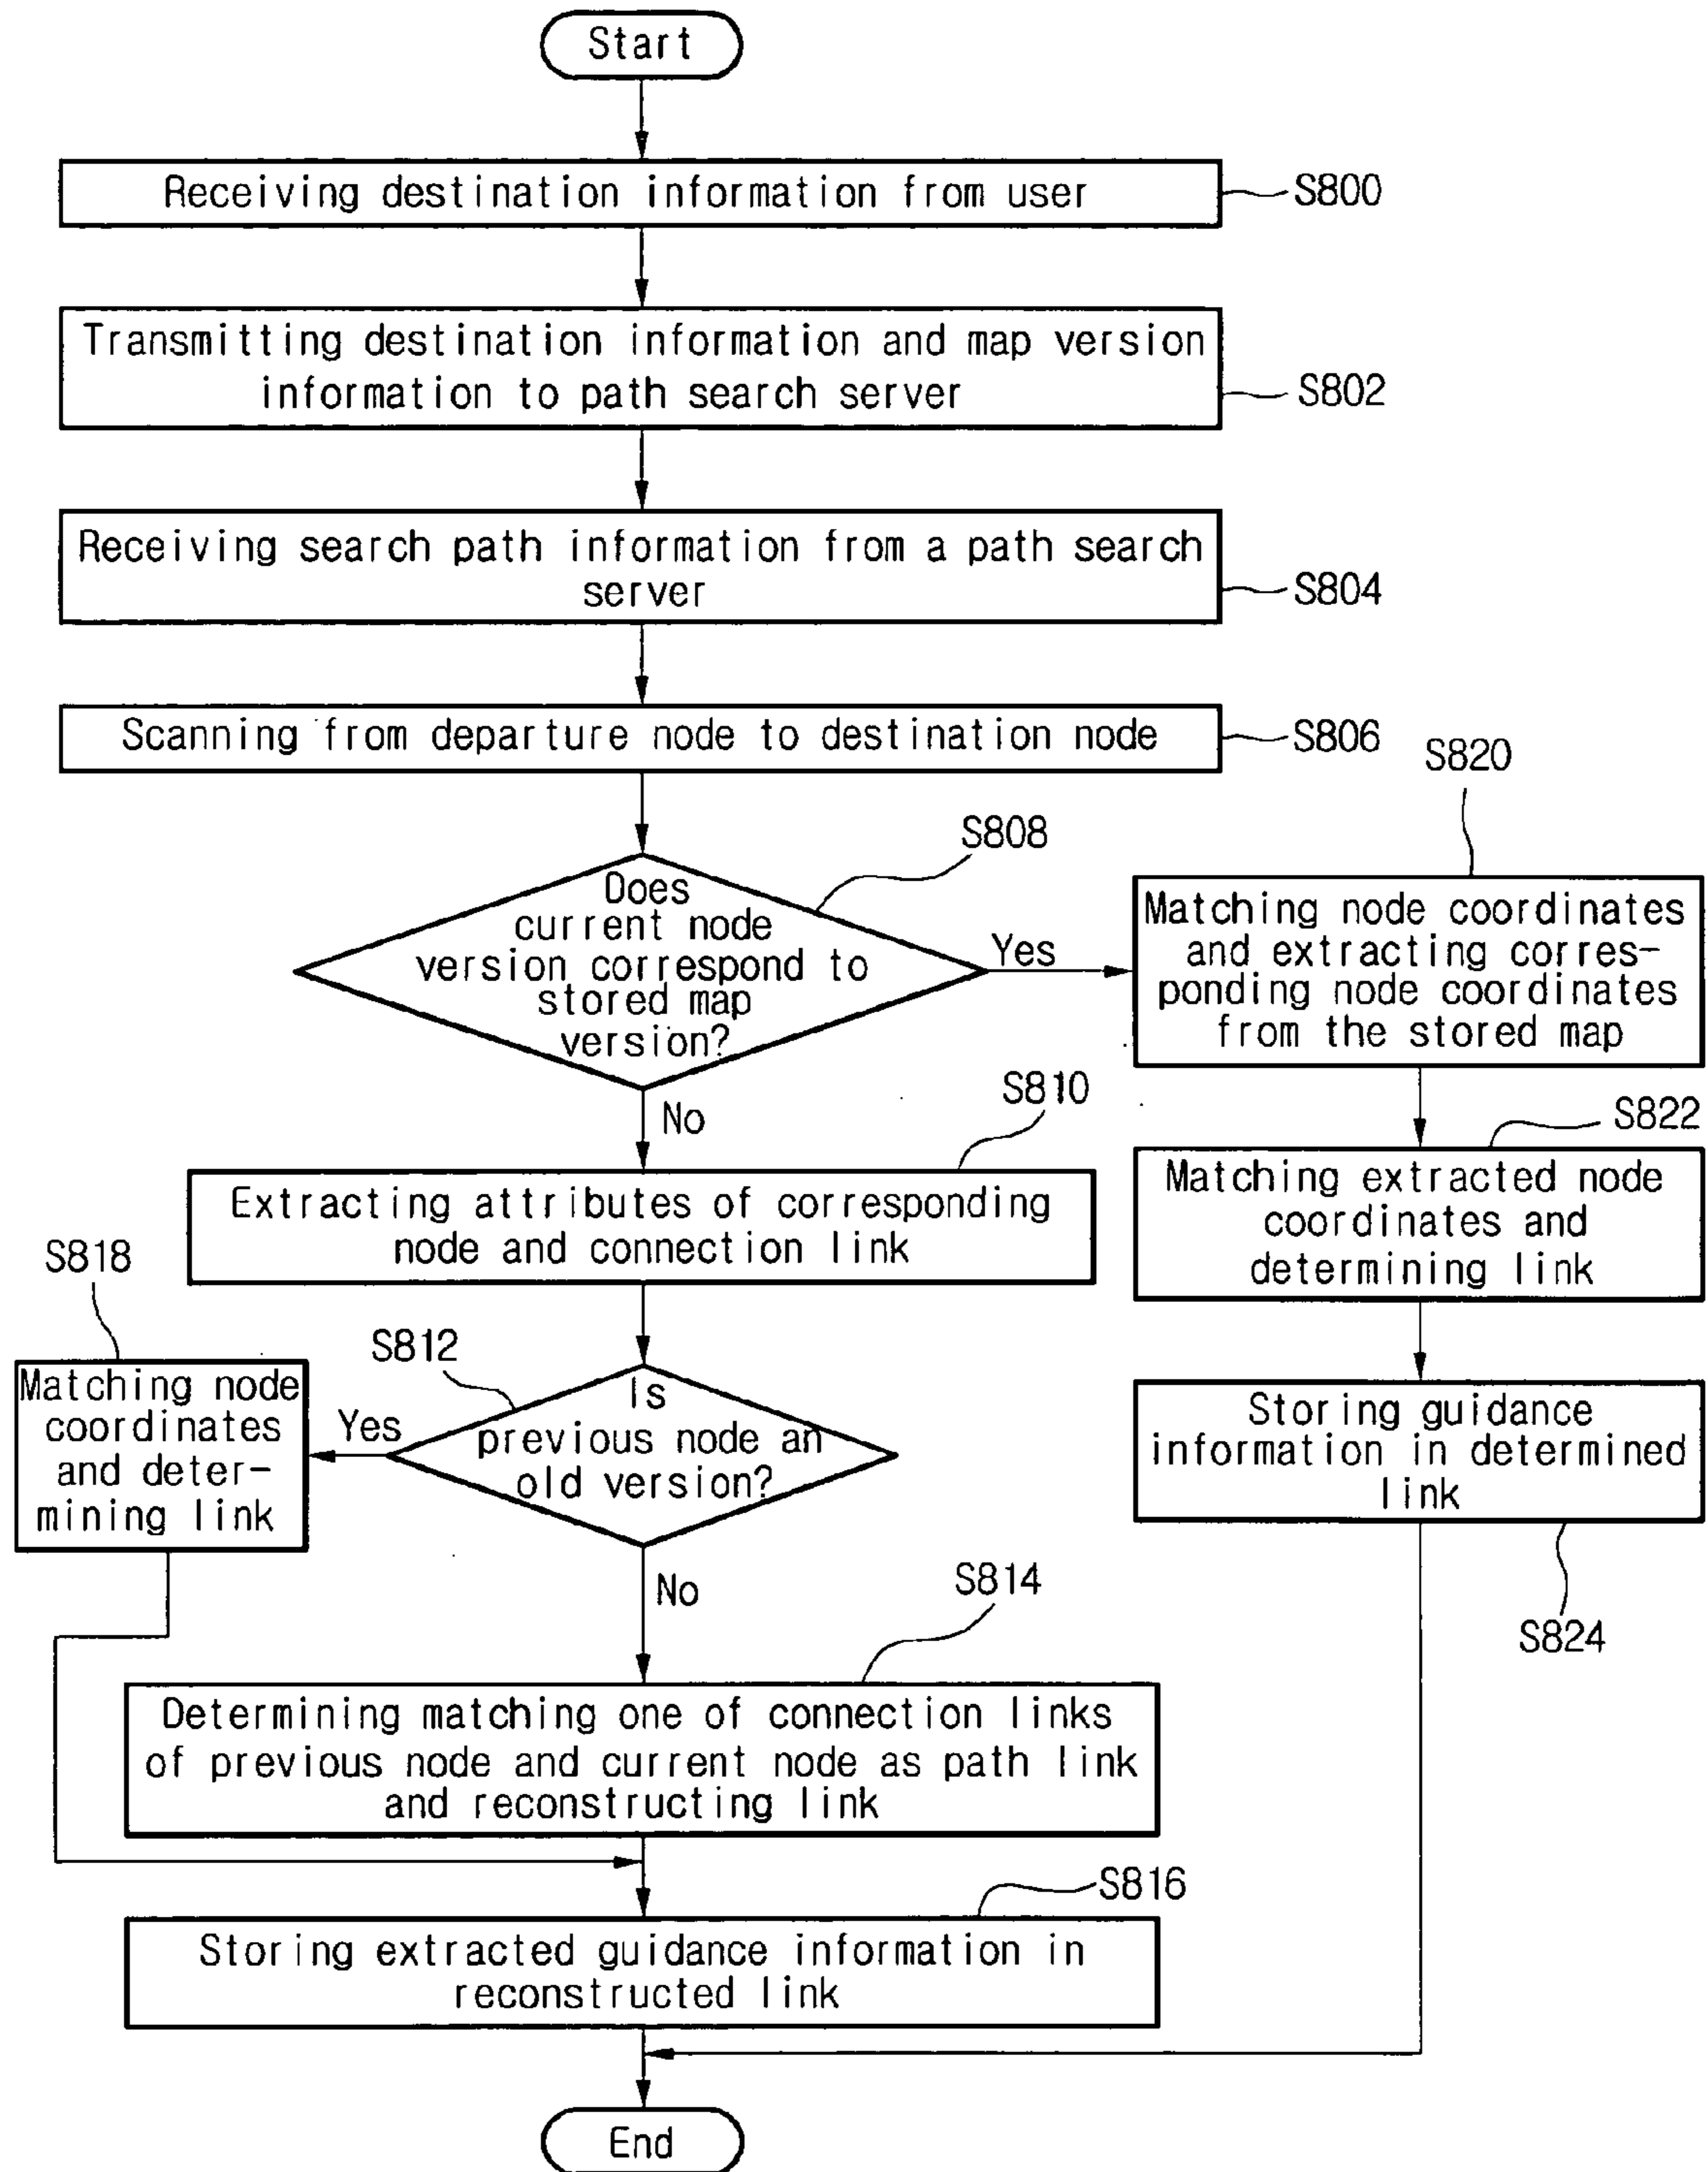 Start
Receiving destination information from user
S800
Transmitting destination information and map version
information to path search server
S802
Receiving search path information from a path search
server
S804
Scanning from departure node to destination node
S806
S808
Does
current node
version correspond to
stored map
version?
Yes
No
S820
Matching node coordinates
and extracting corres-
ponding node coordinates
from the stored map
S822
Matching extracted node
coordinates and
determining link
Storing guidance
information in determined
link
S824
S810
Extracting attributes of corresponding
node and connection link
S812
Is
previous node an
old version?
Yes
No
S818
Matching node
coordinates
and deter-
mining link
S814
Determining matching one of connection links
of previous node and current node as path link
and reconstructing link
S816
Storing extracted guidance information in
reconstructed link
End